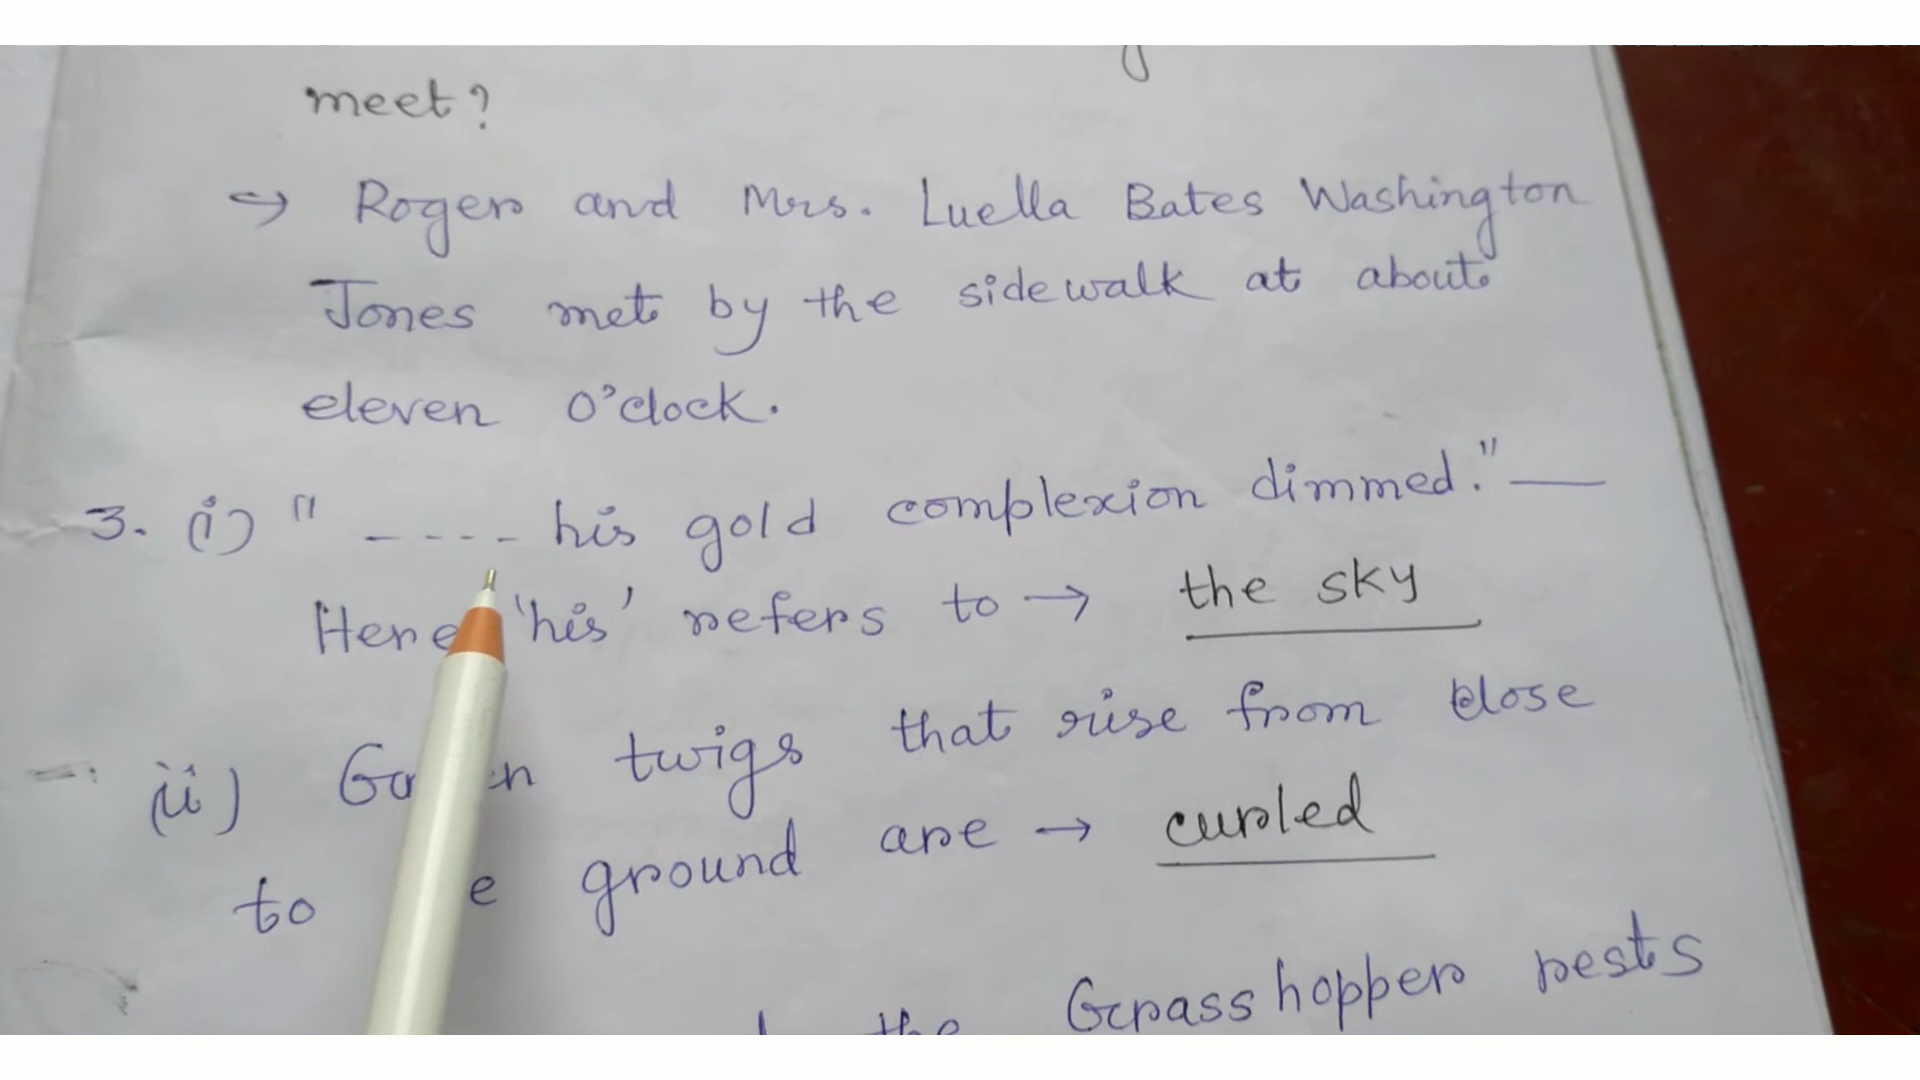 meet?
→ Roger and Mrs. Luella Bates Washington
Jones met by the sidewalk at about
eleven O'clock.
3. (i) " ---- his gold complexion dimmed." —
Here 'his' refers to → the sky
(ii) twigs that rise from close
to ground are → curled
Grasshopper rests